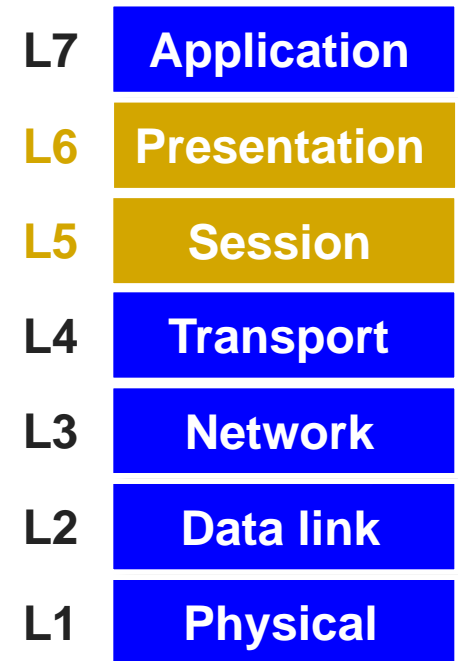 L7 Application
L6 Presentation
L5 Session
L4 Transport
L3 Network
L2 Data link
L1 Physical